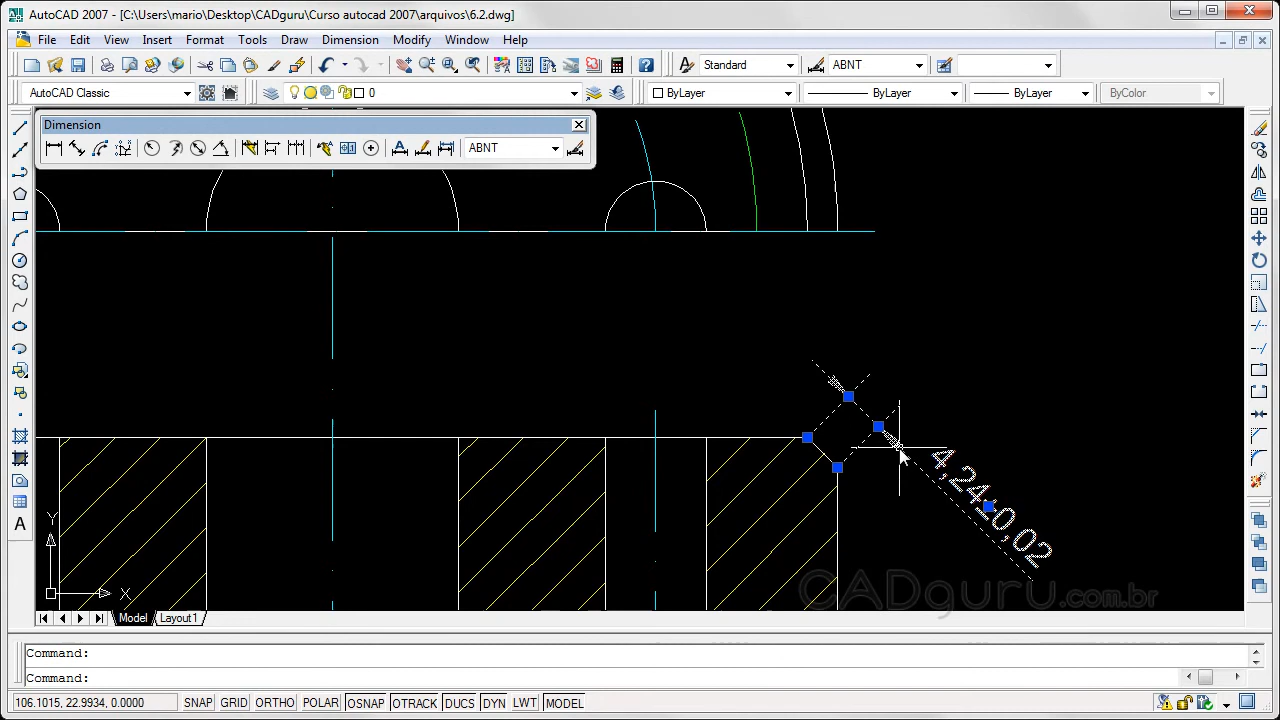 AutoCAD 2007 - [C:\Users\mario\Desktop\CADguru\Curso autocad 2007\arquivos\6.2.dwg]
File Edit View Insert Format Tools Draw Dimension Modify Window Help
Standard ABNT
AutoCAD Classic 0 ByLayer ByLayer ByLayer ByColor
Dimension
ABNT
4,24±0,02
Y
X
CADguru.com.br
A
Model Layout1
Command:
Command:
106.1015, 22.9934, 0.0000 SNAP GRID ORTHO POLAR OSNAP OTRACK DUCS DYN LWT MODEL